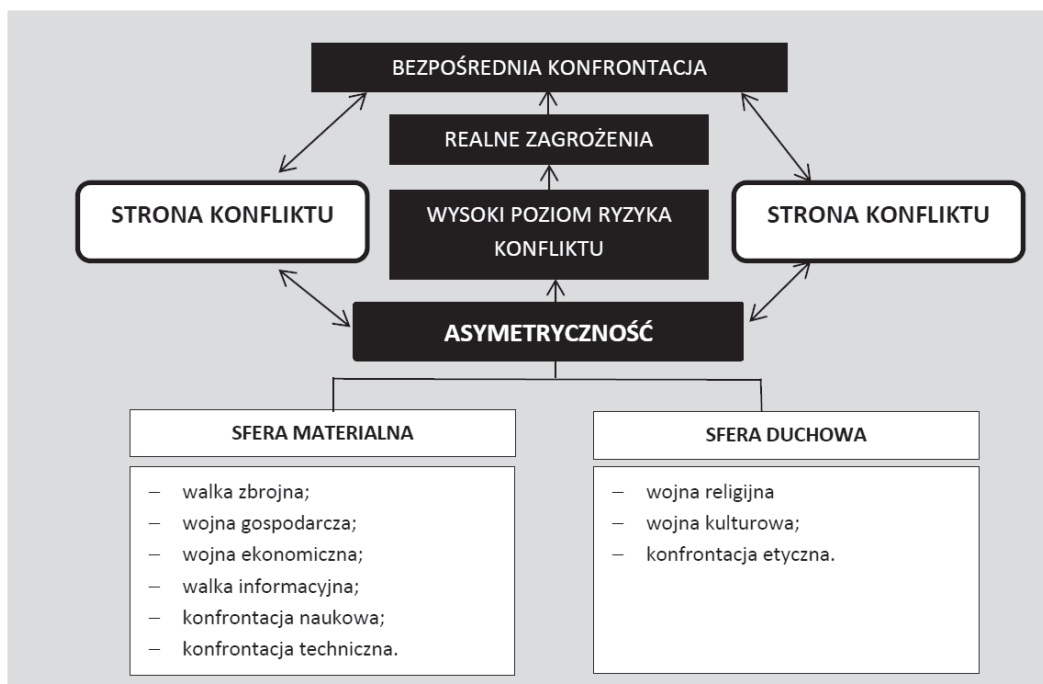 BEZPOŚREDNIA KONFRONTACJA
REALNE ZAGROŻENIA
STRONA KONFLIKTU
WYSOKI POZIOM RYZYKA
KONFLIKTU
STRONA KONFLIKTU
ASYMETRYCZNOŚĆ
SFERA MATERIALNA
– walka zbrojna;
– wojna gospodarcza;
– wojna ekonomiczna;
– walka informacyjna;
– konfrontacja naukowa;
– konfrontacja techniczna.
SFERA DUCHOWA
– wojna religijna
– wojna kulturowa;
– konfrontacja etyczna.